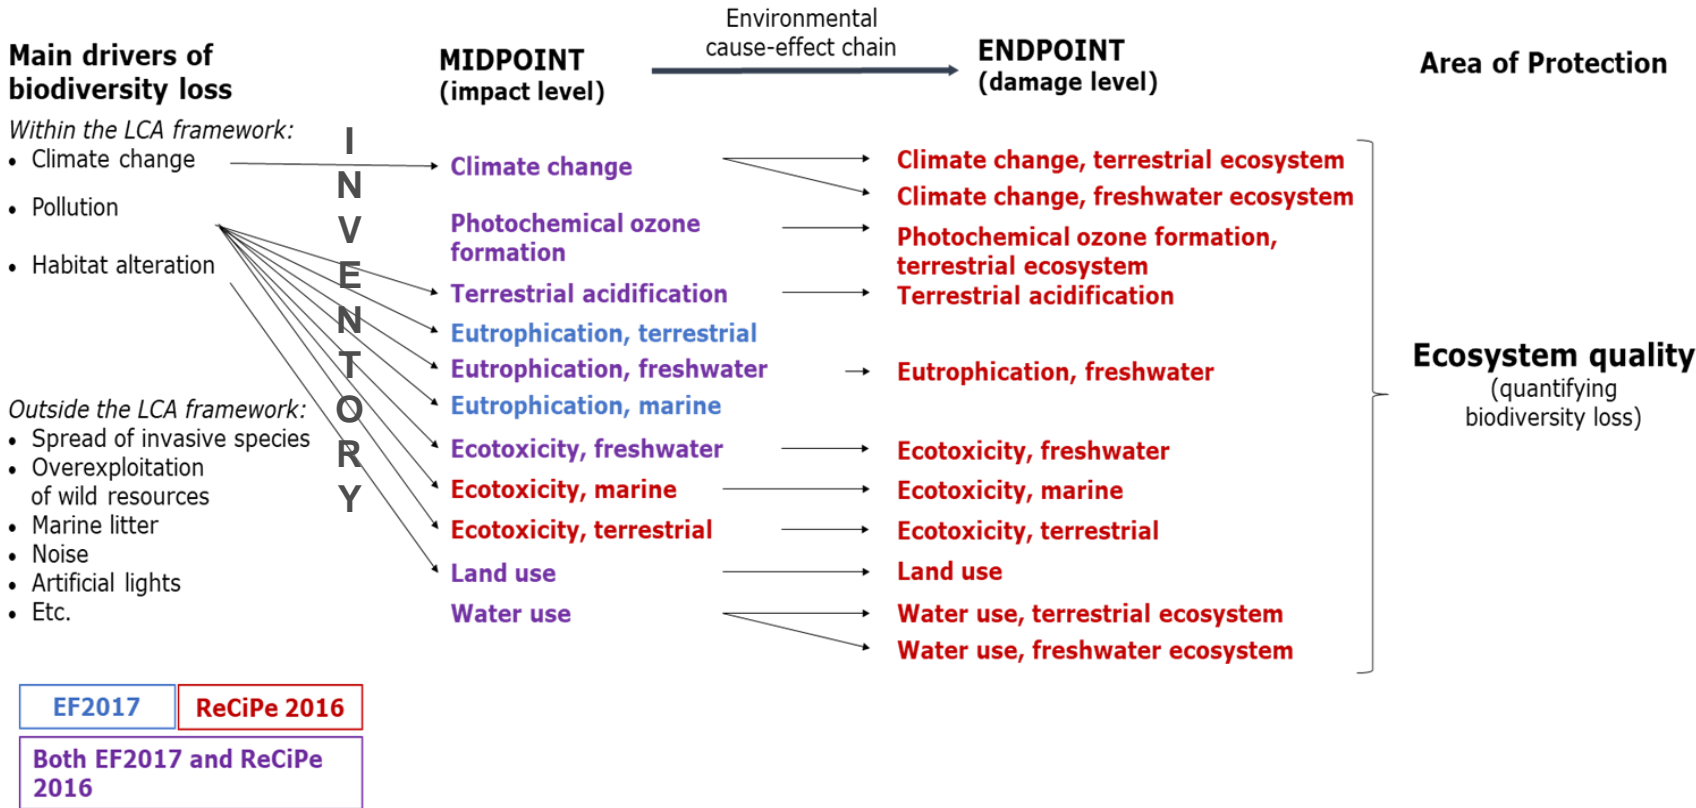 Main drivers of
biodiversity loss
Within the LCA framework:
• Climate change
• Pollution
• Habitat alteration
Outside the LCA framework:
• Spread of invasive species
• Overexploitation
of wild resources
• Marine litter
• Noise
• Artificial lights
• Etc.
I
N
V
E
N
T
O
R
Y
MIDPOINT
(impact level)
Climate change
Photochemical ozone
formation
Terrestrial acidification
Eutrophication, terrestrial
Eutrophication, freshwater
Eutrophication, marine
Ecotoxicity, freshwater
Ecotoxicity, marine
Ecotoxicity, terrestrial
Land use
Water use
Environmental
cause-effect chain
ENDPOINT
(damage level)
Climate change, terrestrial ecosystem
Climate change, freshwater ecosystem
Photochemical ozone formation,
terrestrial ecosystem
Terrestrial acidification
Eutrophication, freshwater
Ecotoxicity, freshwater
Ecotoxicity, marine
Ecotoxicity, terrestrial
Land use
Water use, terrestrial ecosystem
Water use, freshwater ecosystem
Area of Protection
Ecosystem quality
(quantifying
biodiversity loss)
EF2017
ReCiPe 2016
Both EF2017 and ReCiPe
2016